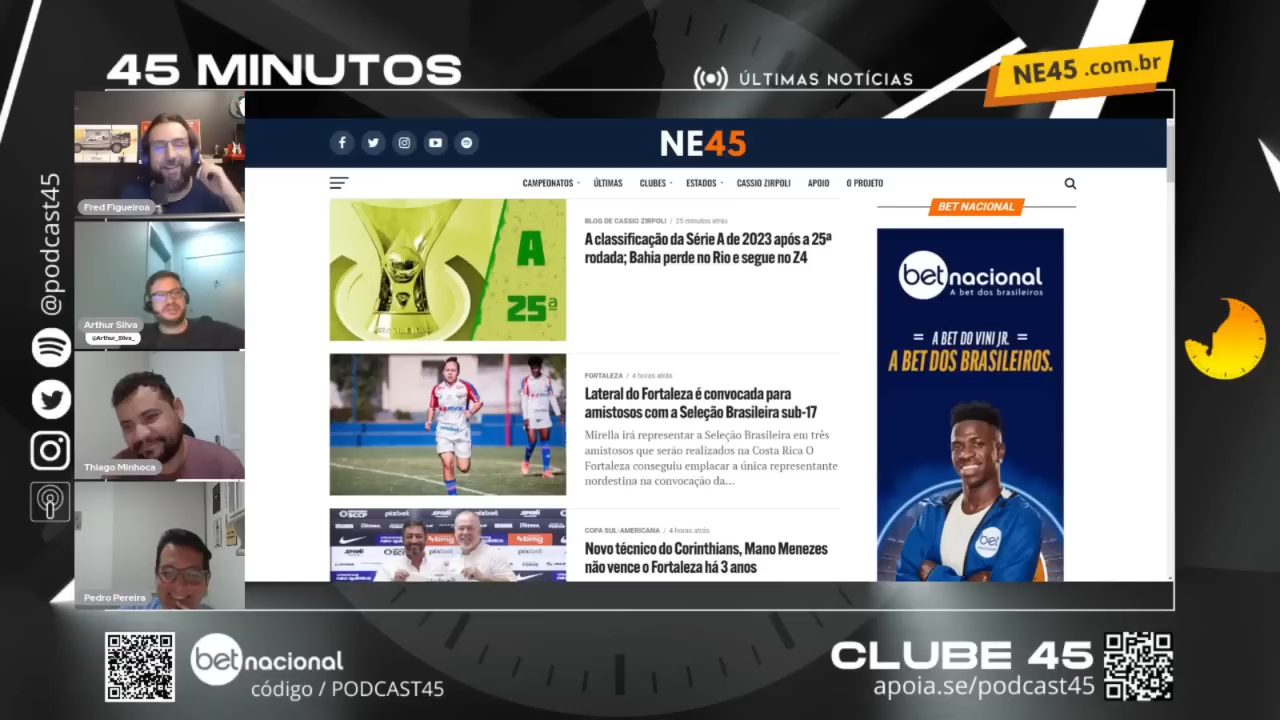 45 MINUTOS
ÚLTIMAS NOTÍCIAS
NE45 .com.br
@podcast45
Fred Figueiroa
Arthur Silva
@Arthur_Silva_
Thiago Minhoca
Pedro Pereira
NE45
CAMPEONATOS
ÚLTIMAS
CLUBES
ESTADOS
CASSIO ZIRPOLI
APOIO
O PROJETO
A
25ª
BLOG DE CASSIO ZIRPOLI / 25 minutos atrás
A classificação da Série A de 2023 após a 25ª
rodada; Bahia perde no Rio e segue no Z4
FORTALEZA / 4 horas atrás
Lateral do Fortaleza é convocada para
amistosos com a Seleção Brasileira sub-17
Mirella irá representar a Seleção Brasileira em três
amistosos que serão realizados na Costa Rica O
Fortaleza conseguiu emplacar a única representante
nordestina na convocação da...
COPA SUL-AMERICANA / 4 horas atrás
Novo técnico do Corinthians, Mano Menezes
não vence o Fortaleza há 3 anos
BET NACIONAL
betnacional
A bet dos brasileiros
= A BET DO VINI JR. =
A BET DOS BRASILEIROS.
bet
betnacional
código / PODCAST45
CLUBE 45
apoia.se/podcast45